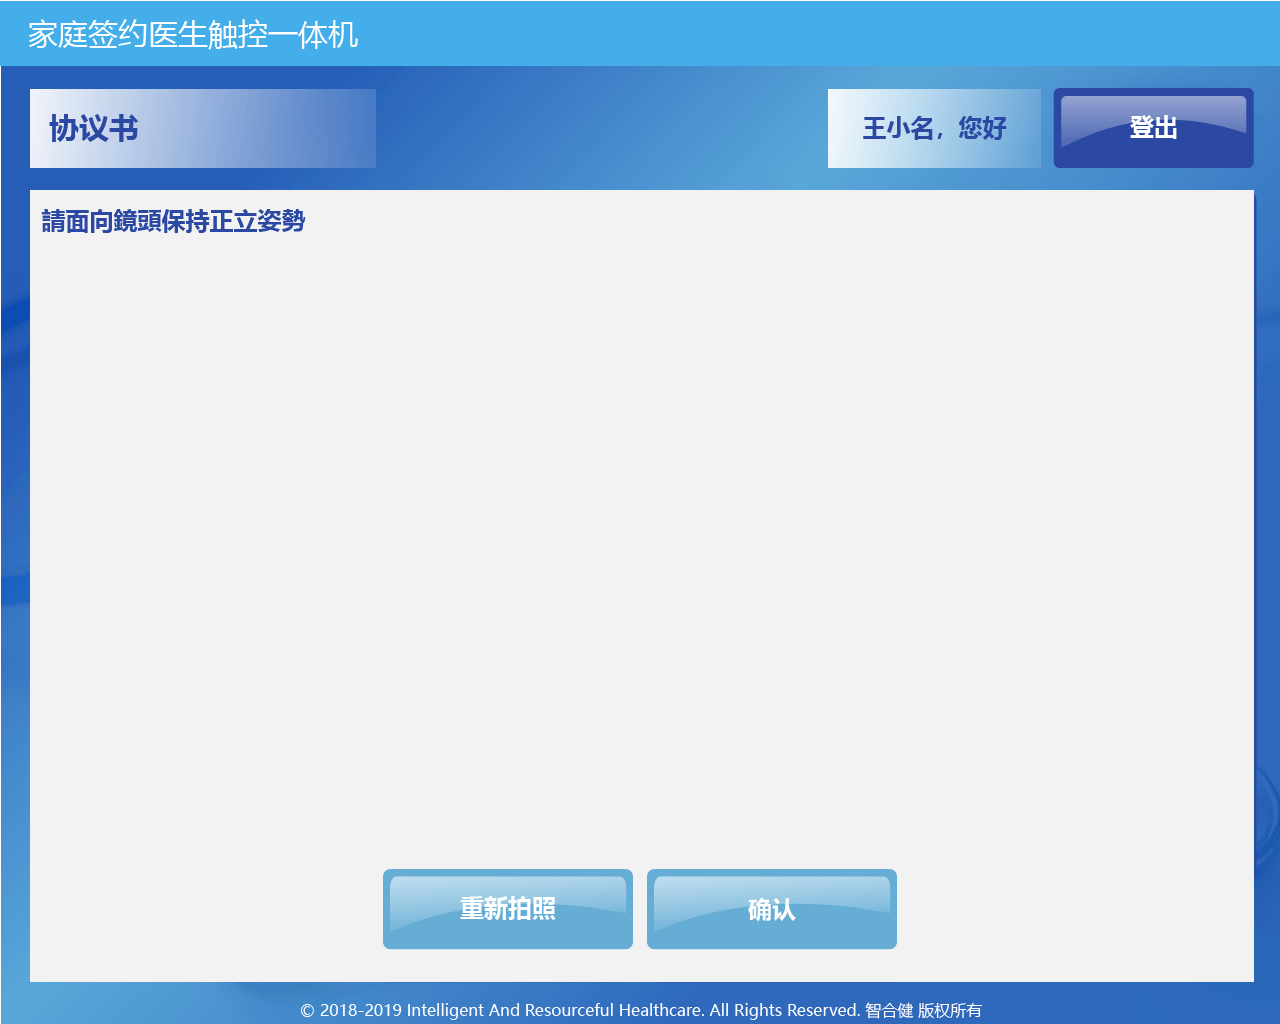 家庭签约医生触控一体机
协议书
王小名，您好
登出
請面向鏡頭保持正立姿勢
重新拍照
确认
© 2018-2019 Intelligent And Resourceful Healthcare. All Rights Reserved. 智合健 版权所有